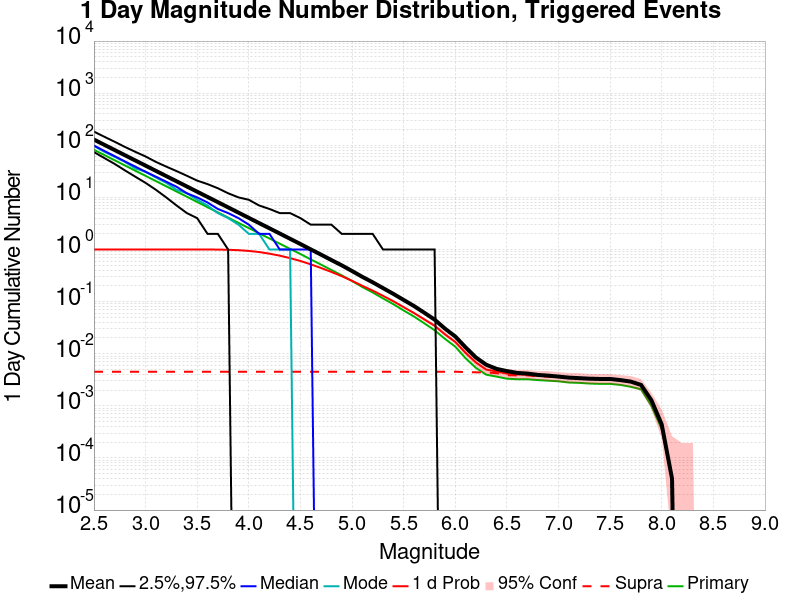 1 Day Magnitude Number Distribution, Triggered Events
1 Day Cumulative Number
10^4
10^3
10^2
10^1
10^0
10^-1
10^-2
10^-3
10^-4
10^-5
2.5 3.0 3.5 4.0 4.5 5.0 5.5 6.0 6.5 7.0 7.5 8.0 8.5 9.0
Magnitude
Mean 2.5%,97.5% Median Mode 1 d Prob 95% Conf Supra Primary